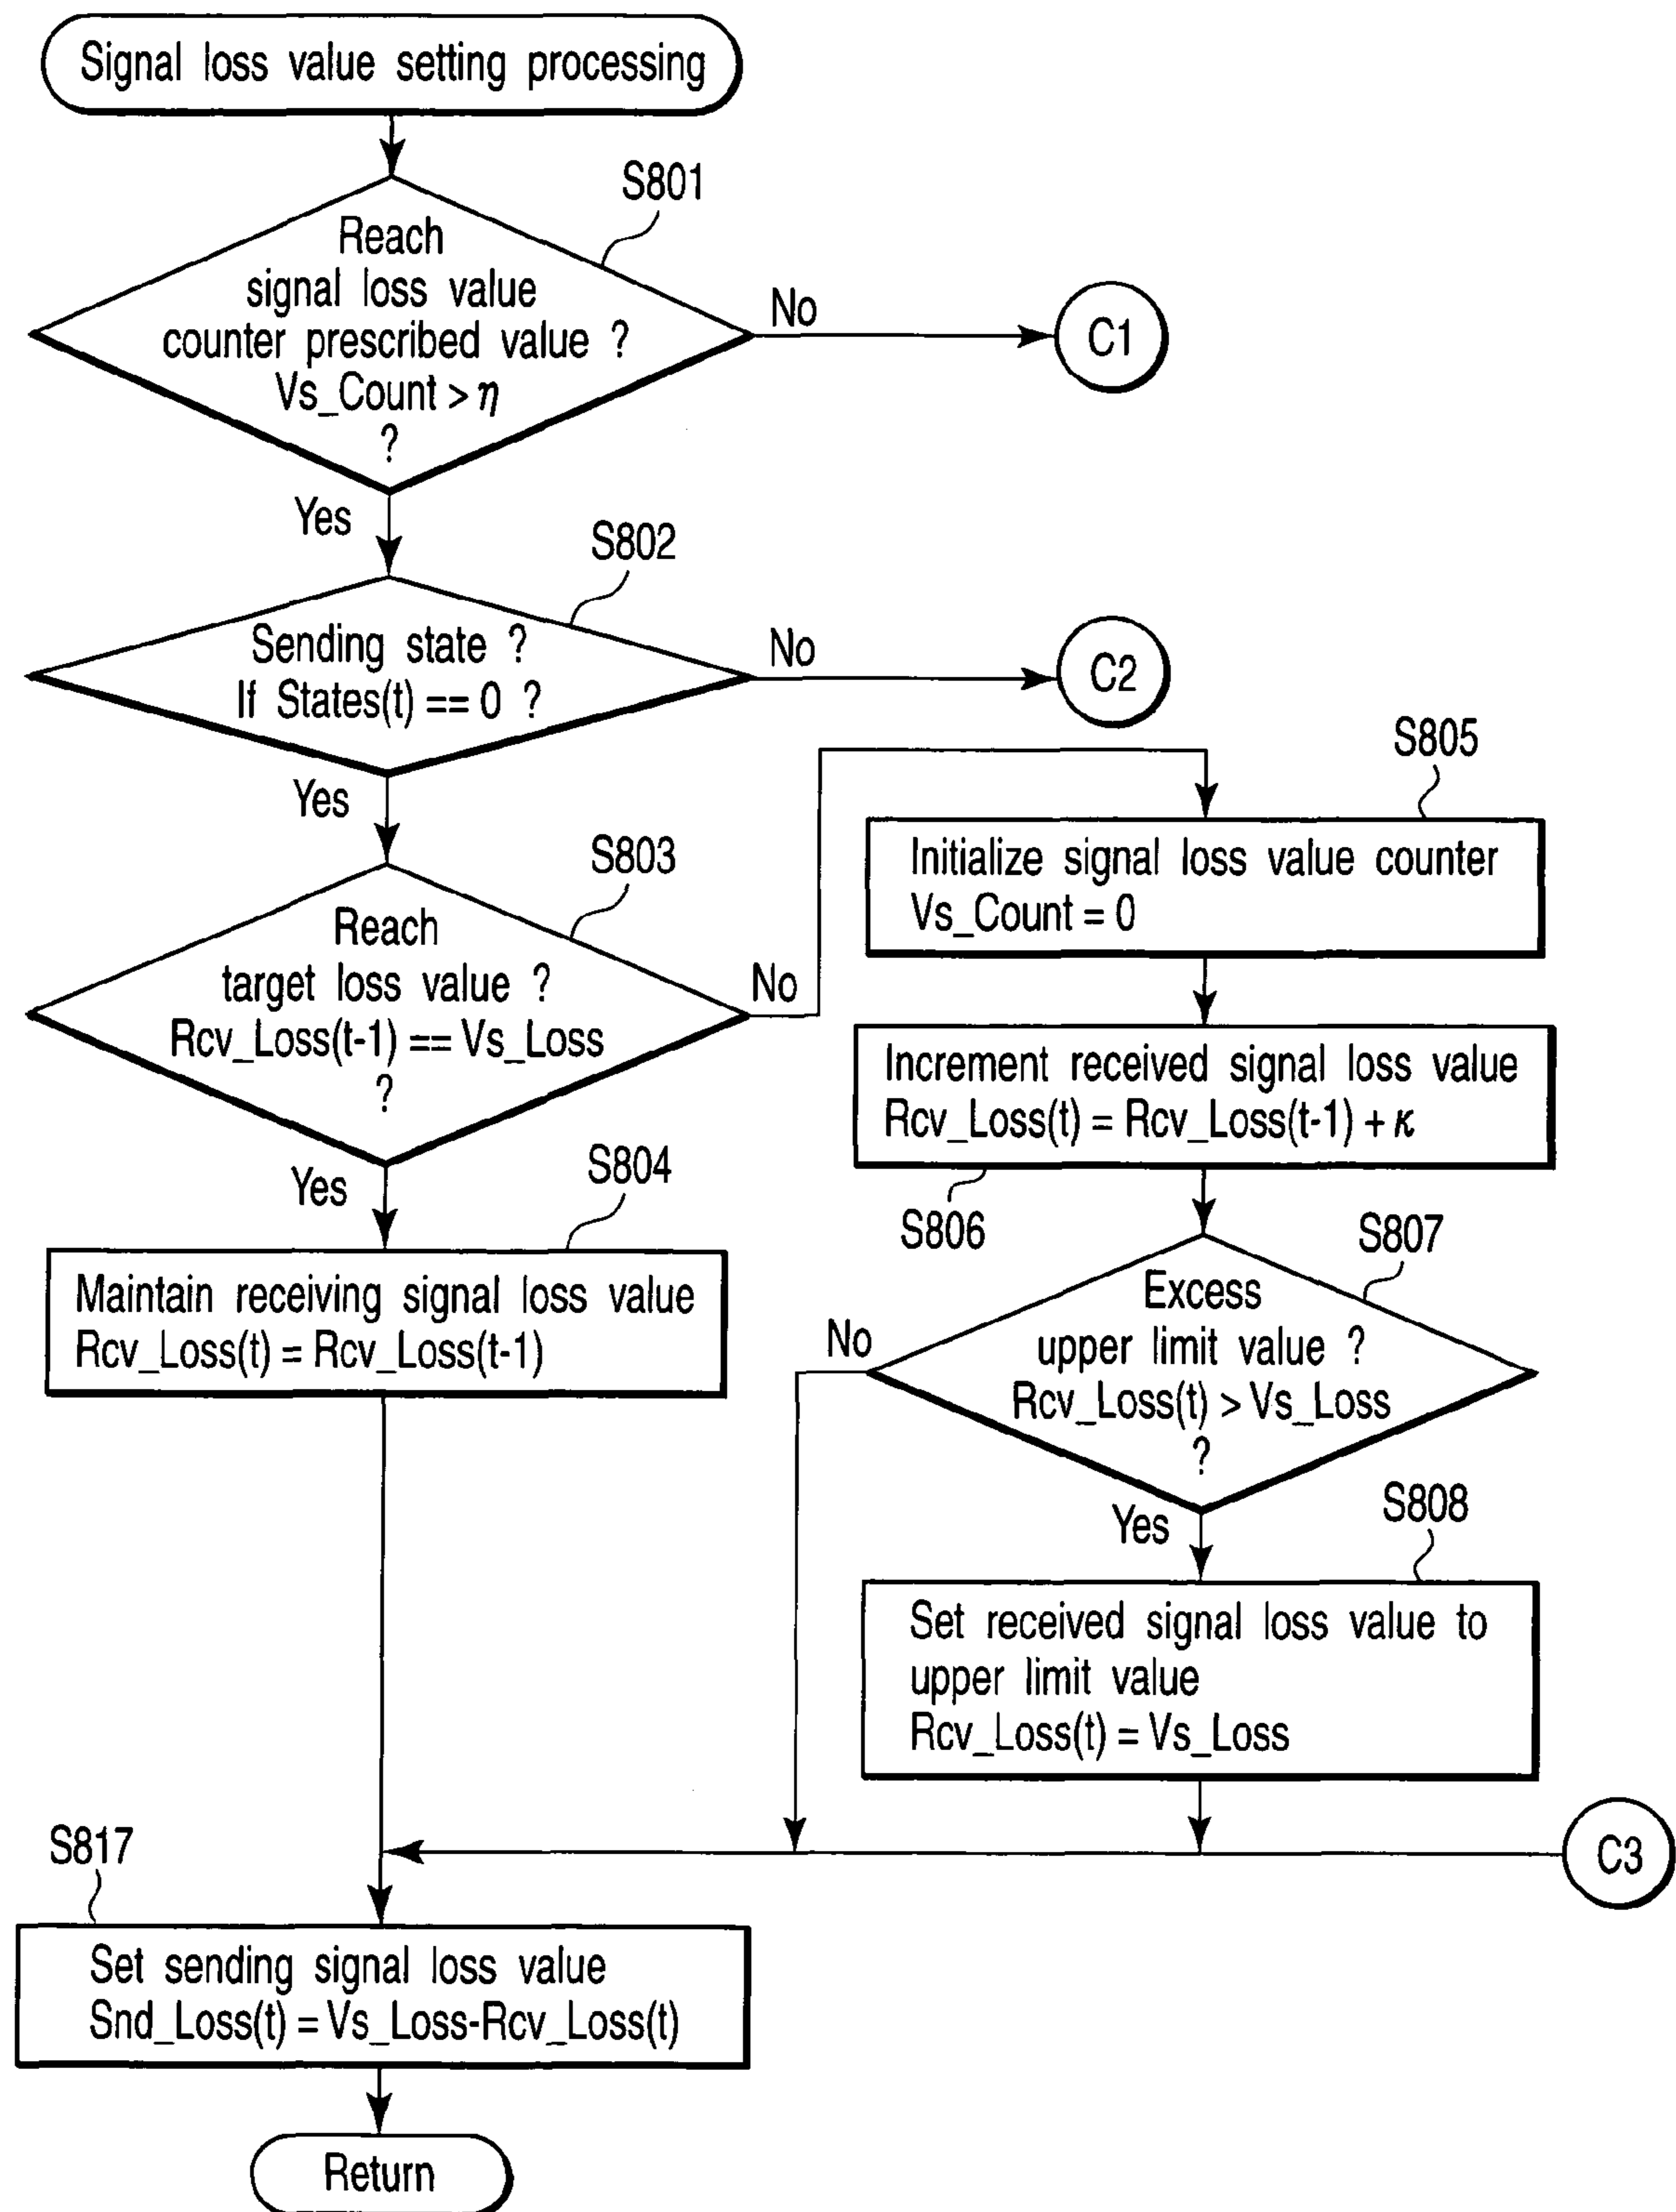 Signal loss value setting processing
S801
Reach
signal loss value
counter prescribed value ?
Vs_Count > η
?
No
C1
Yes
S802
Sending state ?
If States(t) == 0 ?
No
C2
Yes
S803
Reach
target loss value ?
Rcv_Loss(t-1) == Vs_Loss
?
No
S805
Initialize signal loss value counter
Vs_Count = 0
Increment received signal loss value
Rcv_Loss(t) = Rcv_Loss(t-1) + κ
S806
Yes
S804
Maintain receiving signal loss value
Rcv_Loss(t) = Rcv_Loss(t-1)
S807
Excess
upper limit value ?
Rcv_Loss(t) > Vs_Loss
?
No
Yes
S808
Set received signal loss value to
upper limit value
Rcv_Loss(t) = Vs_Loss
C3
S817
Set sending signal loss value
Snd_Loss(t) = Vs_Loss-Rcv_Loss(t)
Return